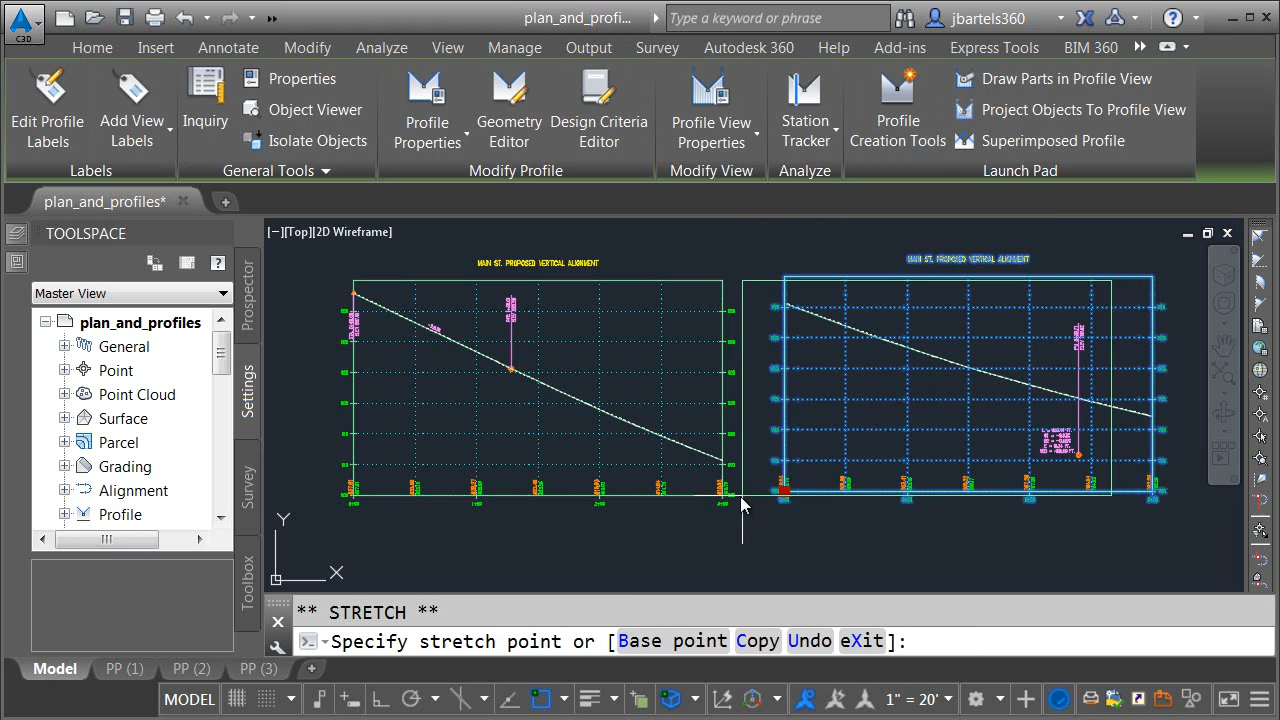 C3D
plan_and_profi...
Type a keyword or phrase
jbartels360
Home Insert Annotate Modify Analyze View Manage Output Survey Autodesk 360 Help Add-ins Express Tools BIM 360
Edit Profile Labels
Add View Labels
Labels
Inquiry
Properties
Object Viewer
Isolate Objects
General Tools
Profile Properties
Geometry Editor
Design Criteria Editor
Modify Profile
Profile View Properties
Modify View
Station Tracker
Analyze
Profile Creation Tools
Draw Parts in Profile View
Project Objects To Profile View
Superimposed Profile
Launch Pad
plan_and_profiles*
TOOLSPACE
Master View
plan_and_profiles
General
Point
Point Cloud
Surface
Parcel
Grading
Alignment
Profile
Prospector
Settings
Survey
Toolbox
[−][Top][2D Wireframe]
MAIN ST. PROPOSED VERTICAL ALIGNMENT
MAIN ST. PROPOSED VERTICAL ALIGNMENT
Y
X
** STRETCH **
Specify stretch point or [Base point Copy Undo eXit]:
Model PP (1) PP (2) PP (3)
MODEL
1" = 20'